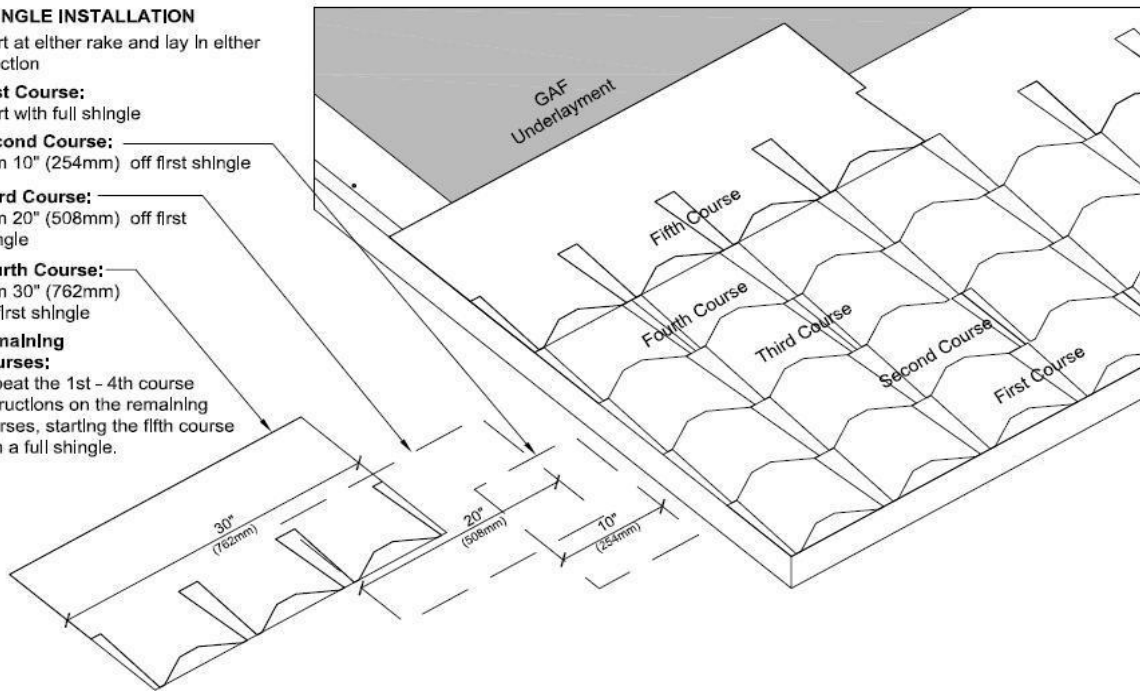 INGLE INSTALLATION
rt at either rake and lay in either
ction
st Course:
rt with full shingle
cond Course:
m 10" (254mm) off first shingle
rd Course:
m 20" (508mm) off first
ngle
urth Course:
m 30" (762mm)
first shingle
maining
urses:
peat the 1st - 4th course
tructions on the remaining
urses, starting the fifth course
h a full shingle.
GAF
Underlayment
Fifth Course
Fourth Course
Third Course
Second Course
First Course
30"
(762mm)
20"
(508mm)
10"
(254mm)